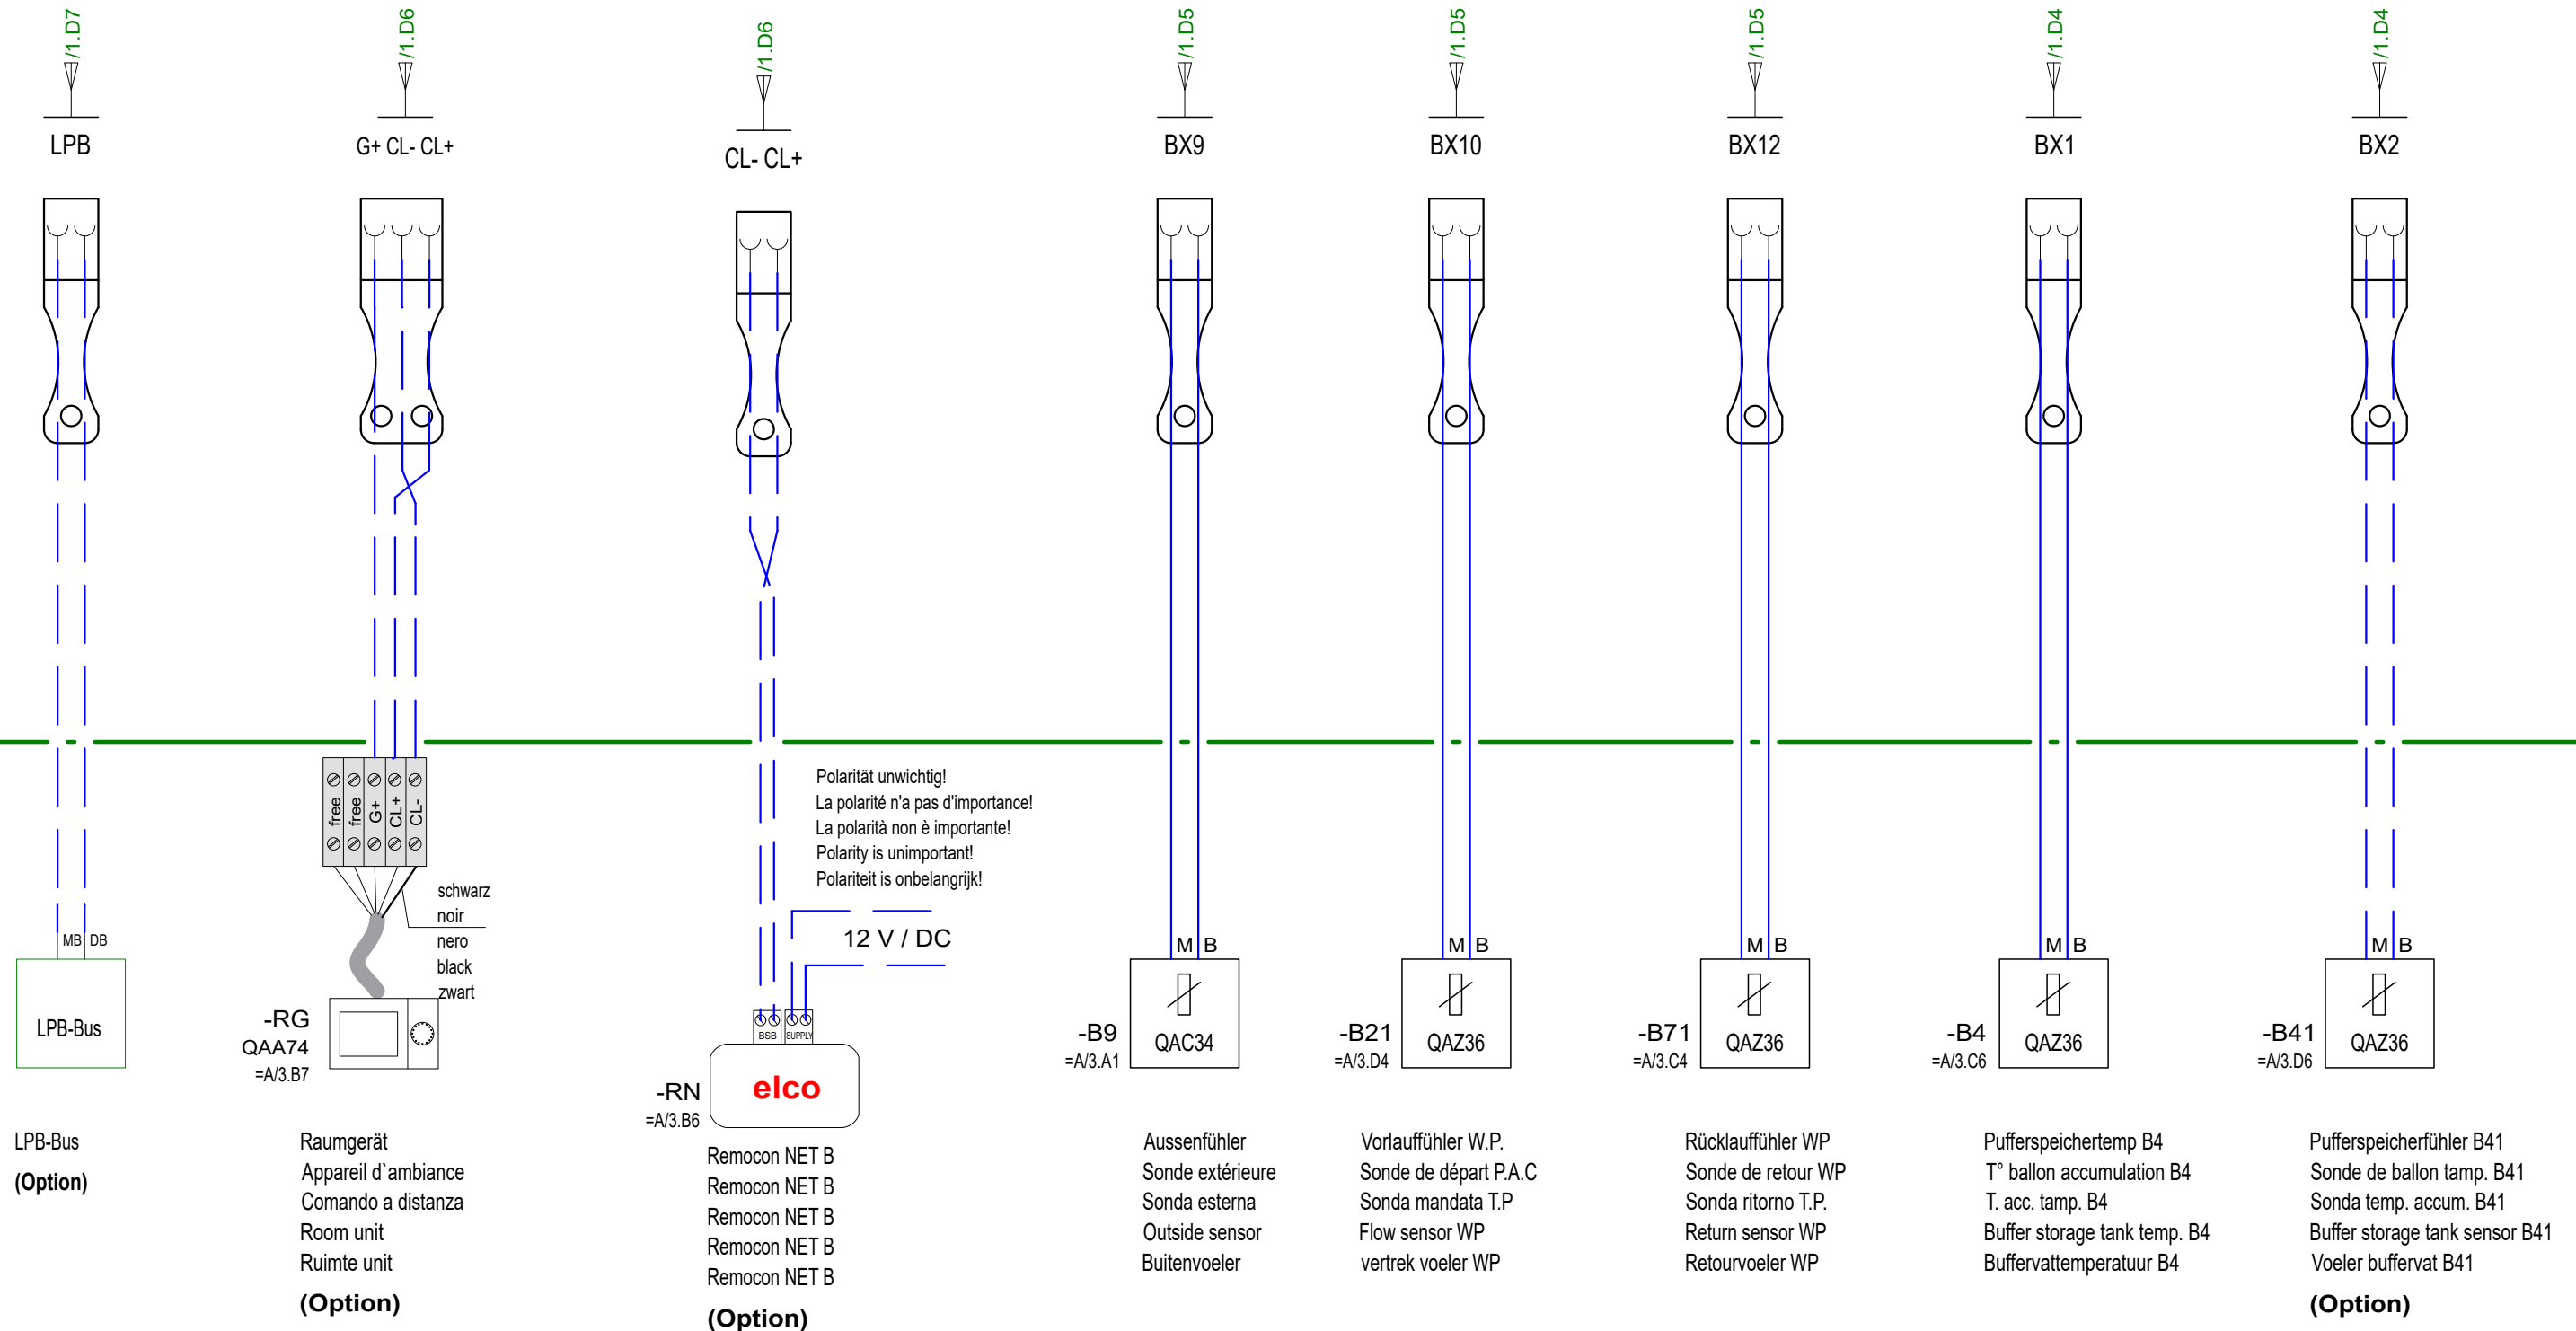 /1.D7
/1.D6
/1.D6
/1.D5
/1.D5
/1.D5
/1.D4
/1.D4
LPB
G+ CL- CL+
CL- CL+
BX9
BX10
BX12
BX1
BX2
free
free
G+
CL+
CL-
Polarität unwichtig!
La polarité n'a pas d'importance!
La polarità non è importante!
Polarity is unimportant!
Polariteit is onbelangrijk!
schwarz
noir
nero
black
zwart
12 V / DC
MB DB
LPB-Bus
-RG
QAA74
=A/3.B7
BSB
SUPPLY
elco
-RN
=A/3.B6
M B
QAC34
-B9
=A/3.A1
M B
QAZ36
-B21
=A/3.D4
M B
QAZ36
-B71
=A/3.C4
M B
QAZ36
-B4
=A/3.C6
M B
QAZ36
-B41
=A/3.D6
LPB-Bus
(Option)
Raumgerät
Appareil d`ambiance
Comando a distanza
Room unit
Ruimte unit
(Option)
Remocon NET B
Remocon NET B
Remocon NET B
Remocon NET B
Remocon NET B
(Option)
Aussenfühler
Sonde extérieure
Sonda esterna
Outside sensor
Buitenvoeler
Vorlauffühler W.P.
Sonde de départ P.A.C
Sonda mandata T.P
Flow sensor WP
vertrek voeler WP
Rücklauffühler WP
Sonde de retour WP
Sonda ritorno T.P.
Return sensor WP
Retourvoeler WP
Pufferspeichertemp B4
T° ballon accumulation B4
T. acc. tamp. B4
Buffer storage tank temp. B4
Buffervattemperatuur B4
Pufferspeicherfühler B41
Sonde de ballon tamp. B41
Sonda temp. accum. B41
Buffer storage tank sensor B41
Voeler buffervat B41
(Option)